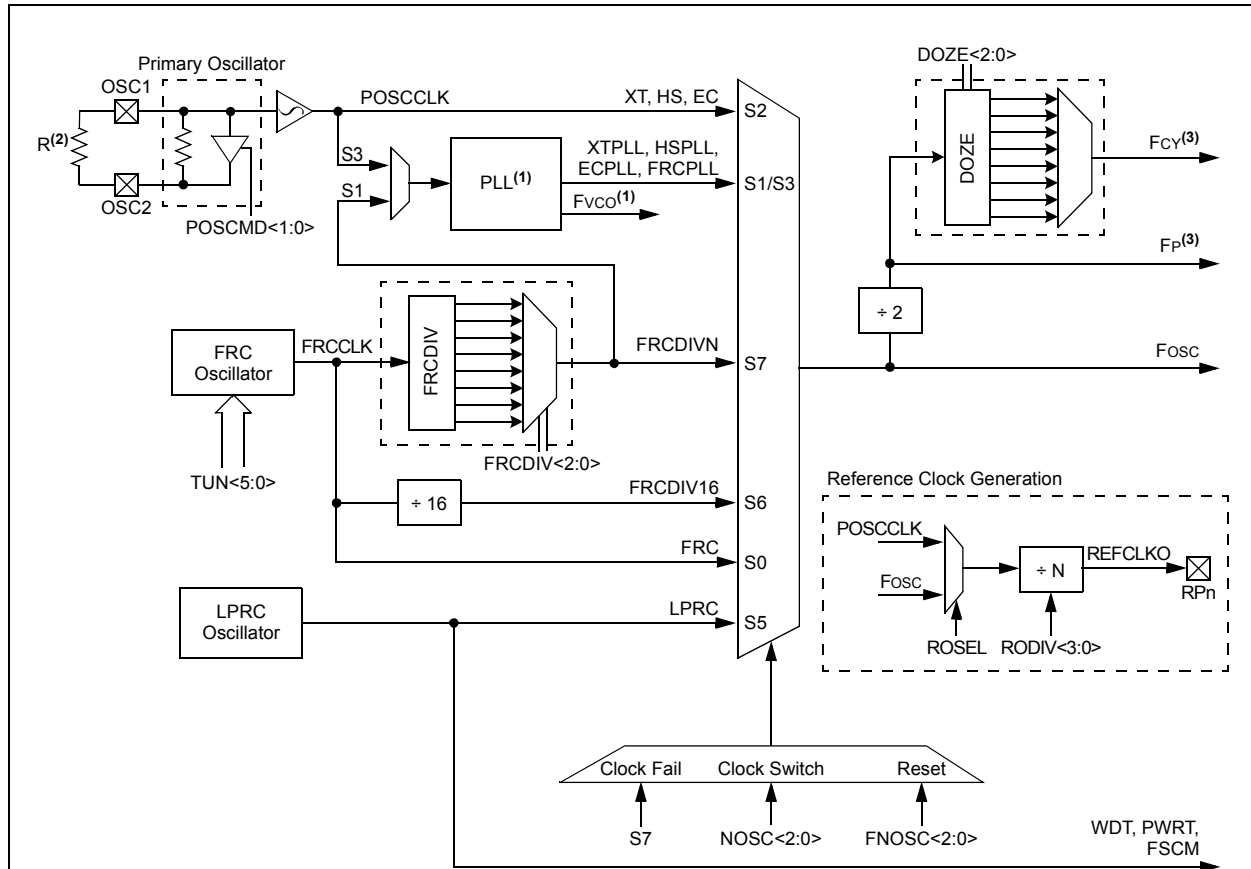 Primary Oscillator
DOZE<2:0>
OSC1
POSCCLK
XT, HS, EC
S2
R(2)
S3
XTPLL, HSPLL,
ECPLL, FRCPLL
S1/S3
PLL(1)
DOZE
FCY(3)
S1
FVCO(1)
OSC2
POSCMD<1:0>
FP(3)
÷ 2
FRC
Oscillator
FRCCLK
FRCDIV
FRCDIVN
S7
FOSC
TUN<5:0>
FRCDIV<2:0>
Reference Clock Generation
÷ 16
FRCDIV16
S6
POSCCLK
REFCLKO
FRC
S0
÷ N
FOSC
RPn
LPRC
Oscillator
LPRC
S5
ROSEL
RODIV<3:0>
Clock Fail
Clock Switch
Reset
S7
NOSC<2:0>
FNOSC<2:0>
WDT, PWRT,
FSCM